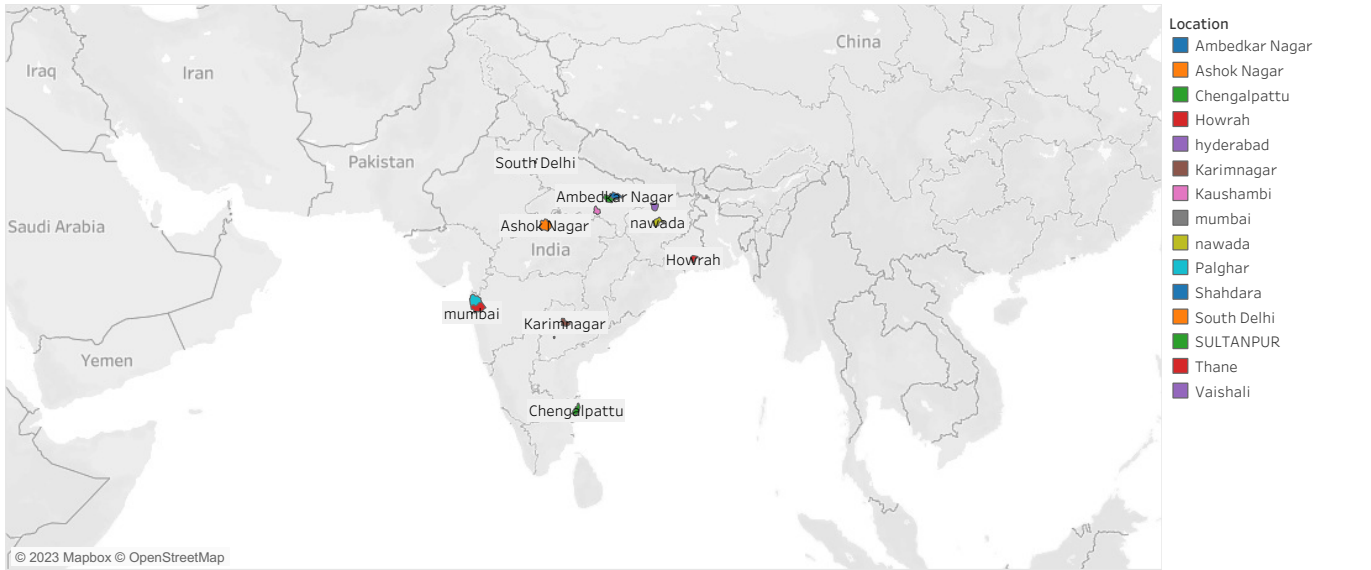 Iraq
Iran
China
Pakistan
South Delhi
Ambedkar Nagar
Saudi Arabia
Ashok Nagar
nawada
India
Howrah
mumbai
Karimnagar
Yemen
Chengalpattu
© 2023 Mapbox © OpenStreetMap
Location
Ambedkar Nagar
Ashok Nagar
Chengalpattu
Howrah
hyderabad
Karimnagar
Kaushambi
mumbai
nawada
Palghar
Shahdara
South Delhi
SULTANPUR
Thane
Vaishali